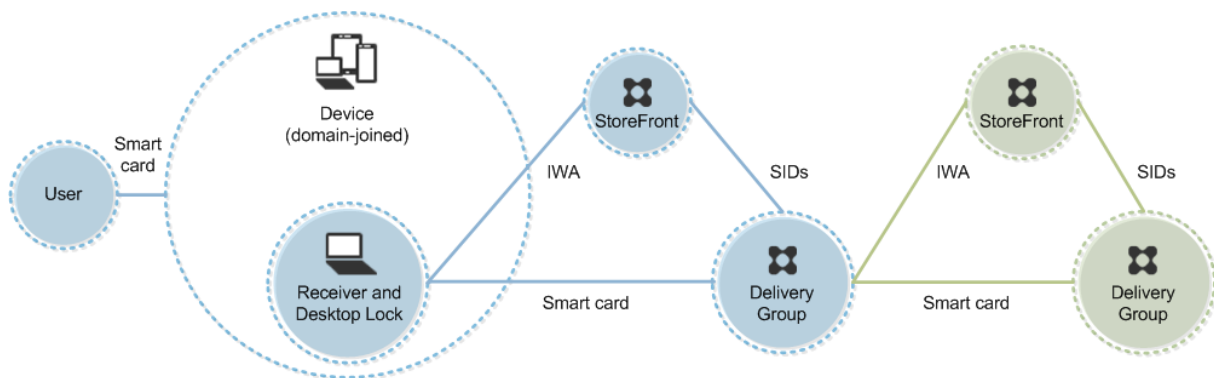 User
Smart
card
Device
(domain-joined)
Receiver and
Desktop Lock
IWA
StoreFront
SIDs
Smart card
Delivery
Group
IWA
StoreFront
SIDs
Smart card
Delivery
Group